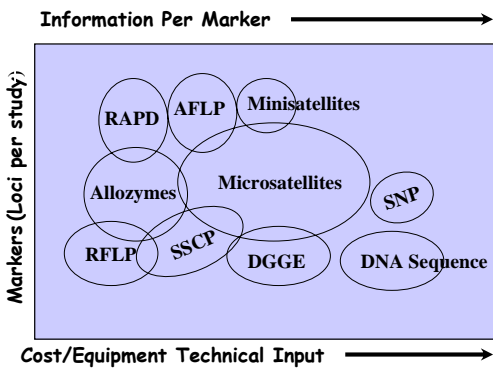 Information Per Marker
Markers (Loci per study)
RAPD
AFLP
Minisatellites
Allozymes
Microsatellites
SNP
RFLP
SSCP
DGGE
DNA Sequence
Cost/Equipment Technical Input